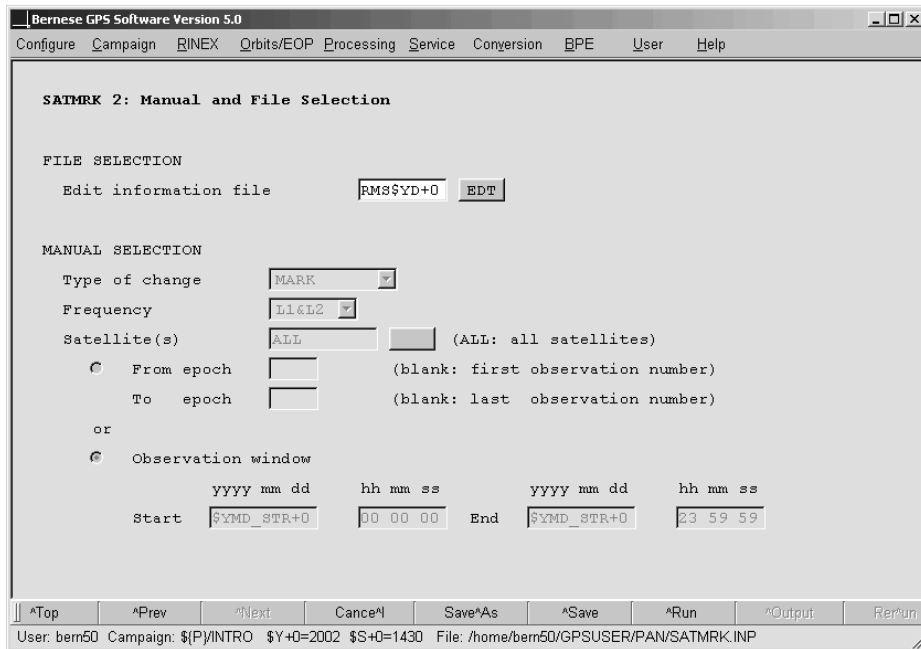 Bernese GPS Software Version 5.0
Configure Campaign RINEX Orbits/EOP Processing Service Conversion BPE User Help
SATMRK 2: Manual and File Selection
FILE SELECTION
Edit information file RMS$YD+0 EDT
MANUAL SELECTION
Type of change MARK
Frequency L1&L2
Satellite(s) ALL (ALL: all satellites)
From epoch (blank: first observation number)
To epoch (blank: last observation number)
or
Observation window
yyyy mm dd hh mm ss yyyy mm dd hh mm ss
Start $YMD_STR+0 00 00 00 End $YMD_STR+0 23 59 59
^Top ^Prev ^Next Cance^l Save^As ^Save ^Run ^Output Rer^un
User: bern50 Campaign: ${P}/INTRO $Y+0=2002 $S+0=1430 File: /home/bern50/GPSUSER/PAN/SATMRK.INP